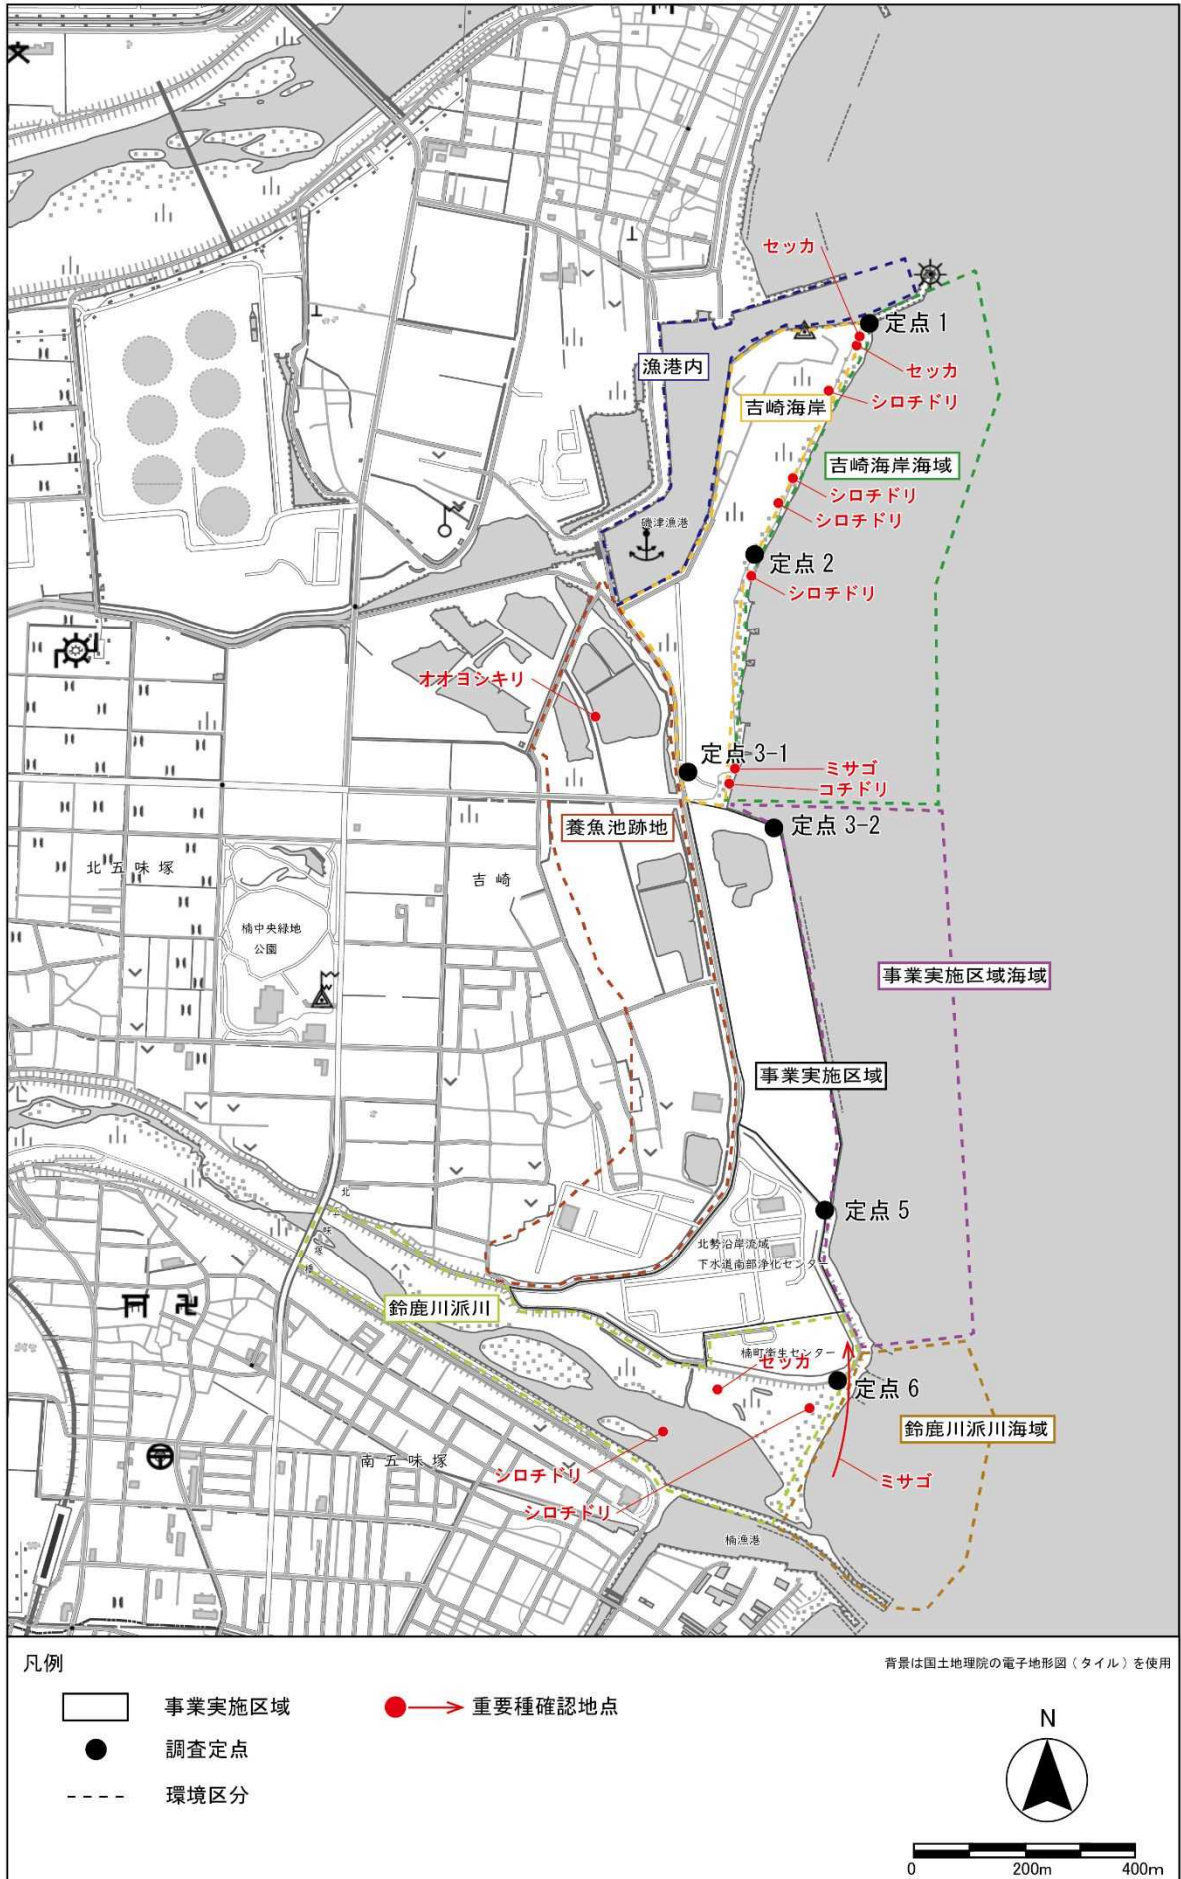 セッカ
定点 1
漁港内
セッカ
吉崎海岸
シロチドリ
吉崎海岸海域
シロチドリ
シロチドリ
磯津漁港
定点 2
シロチドリ
オオヨシキリ
定点 3-1
ミサゴ
コチドリ
養魚池跡地
定点 3-2
北五味塚
吉崎
楠中央緑地
公園
事業実施区域海域
事業実施区域
北五味塚橋
定点 5
北勢沿岸流域
下水道南部浄化センター
鈴鹿川派川
楠町衛生センター
セッカ
定点 6
鈴鹿川派川海域
南五味塚
シロチドリ
ミサゴ
シロチドリ
楠漁港
凡例
背景は国土地理院の電子地形図（タイル）を使用
事業実施区域
重要種確認地点
調査定点
環境区分
N
0 200m 400m